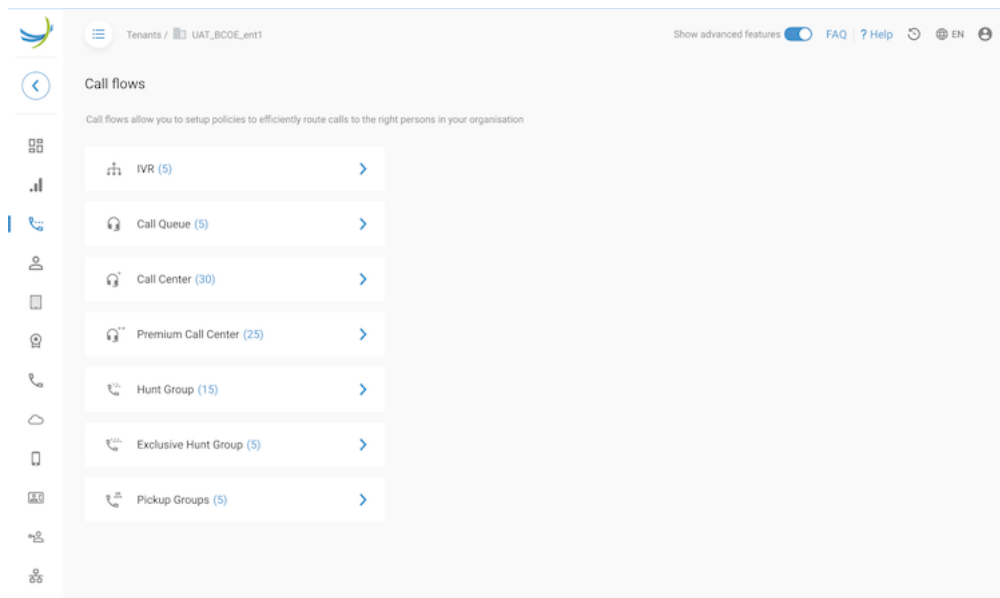 Tenants / UAT_BCOE_ent1
Show advanced features FAQ ? Help EN
Call flows
Call flows allow you to setup policies to efficiently route calls to the right persons in your organisation
IVR (5)
Call Queue (5)
Call Center (30)
Premium Call Center (25)
Hunt Group (15)
Exclusive Hunt Group (5)
Pickup Groups (5)